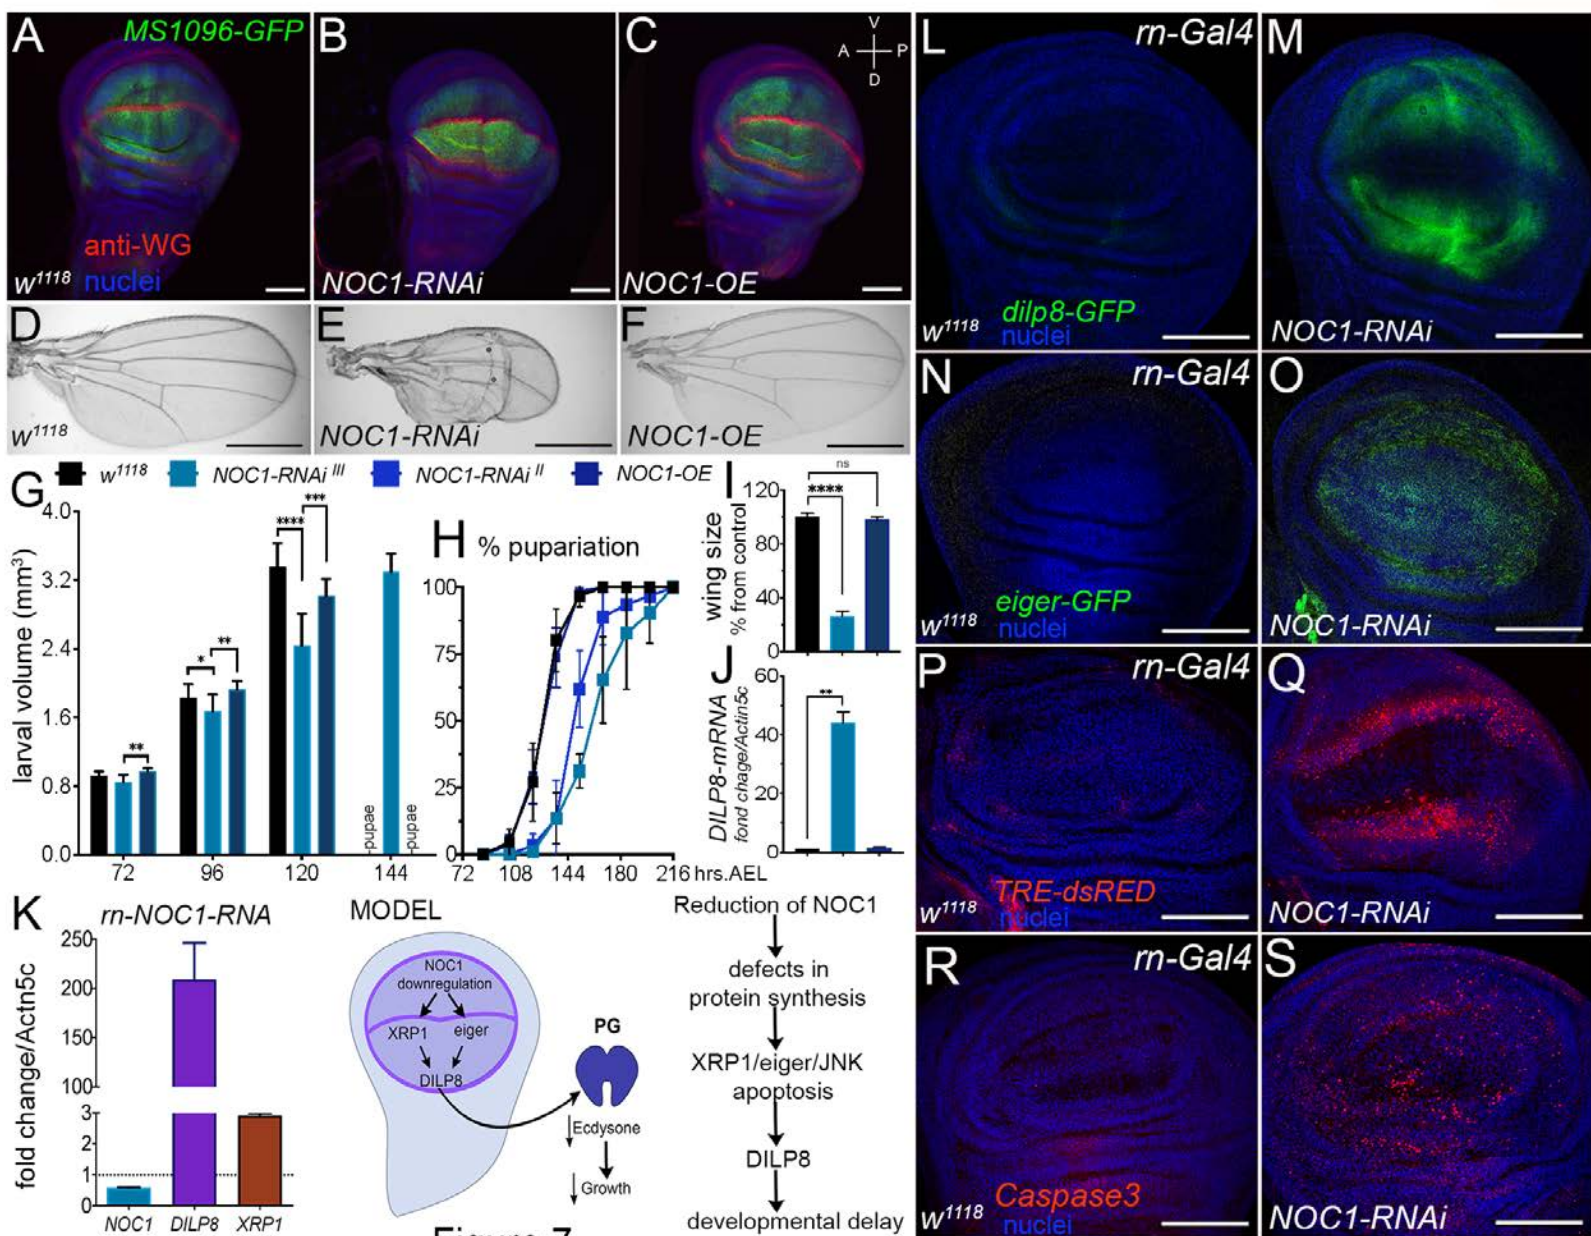 A
MS1096-GFP
anti-WG
w1118 nuclei
B
NOC1-RNAi
C
V
A P
D
NOC1-OE
D
w1118
E
NOC1-RNAi
F
NOC1-OE
w1118
NOC1-RNAi III
NOC1-RNAi II
NOC1-OE
G
larval volume (mm3)
4.0
3.2
2.4
1.6
0.8
0.0
**
*
**
****
***
-pupae
-pupae
72 96 120 144
H % pupariation
100
75
50
25
0
72 108 144 180 216 hrs.AEL
I
wing size
% from control
120
80
40
0
****
ns
J
DILP8-mRNA
fond chage/Actin5c
60
40
20
0
**
K rn-NOC1-RNA
fold change/Actn5c
250
200
150
100
3
2
1
0
NOC1 DILP8 XRP1
MODEL
NOC1
downregulation
XRP1 eiger
DILP8
PG
Ecdysone
Growth
Reduction of NOC1
defects in
protein synthesis
XRP1/eiger/JNK
apoptosis
DILP8
developmental delay
L
rn-Gal4
dilp8-GFP
w1118 nuclei
M
NOC1-RNAi
N
rn-Gal4
eiger-GFP
w1118 nuclei
O
NOC1-RNAi
P
rn-Gal4
TRE-dsRED
w1118 nuclei
Q
NOC1-RNAi
R
rn-Gal4
Caspase3
w1118 nuclei
S
NOC1-RNAi